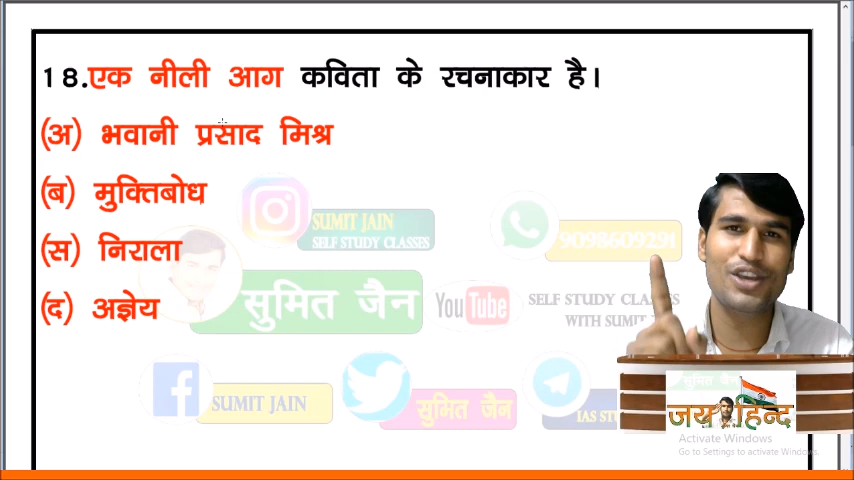 18.एक नीली आग कविता के रचनाकार है।
(अ) भवानी प्रसाद मिश्र
(ब) मुक्तिबोध
(स) निराला
(द) अज्ञेय
SUMIT JAIN
SELF STUDY CLASSES
9098609291
सुमित जैन
YouTube
SELF STUDY CLASSES
WITH SUMIT
SUMIT JAIN
सुमित जैन
IAS
जय हिन्द
Activate Windows
Go to Settings to activate Windows.